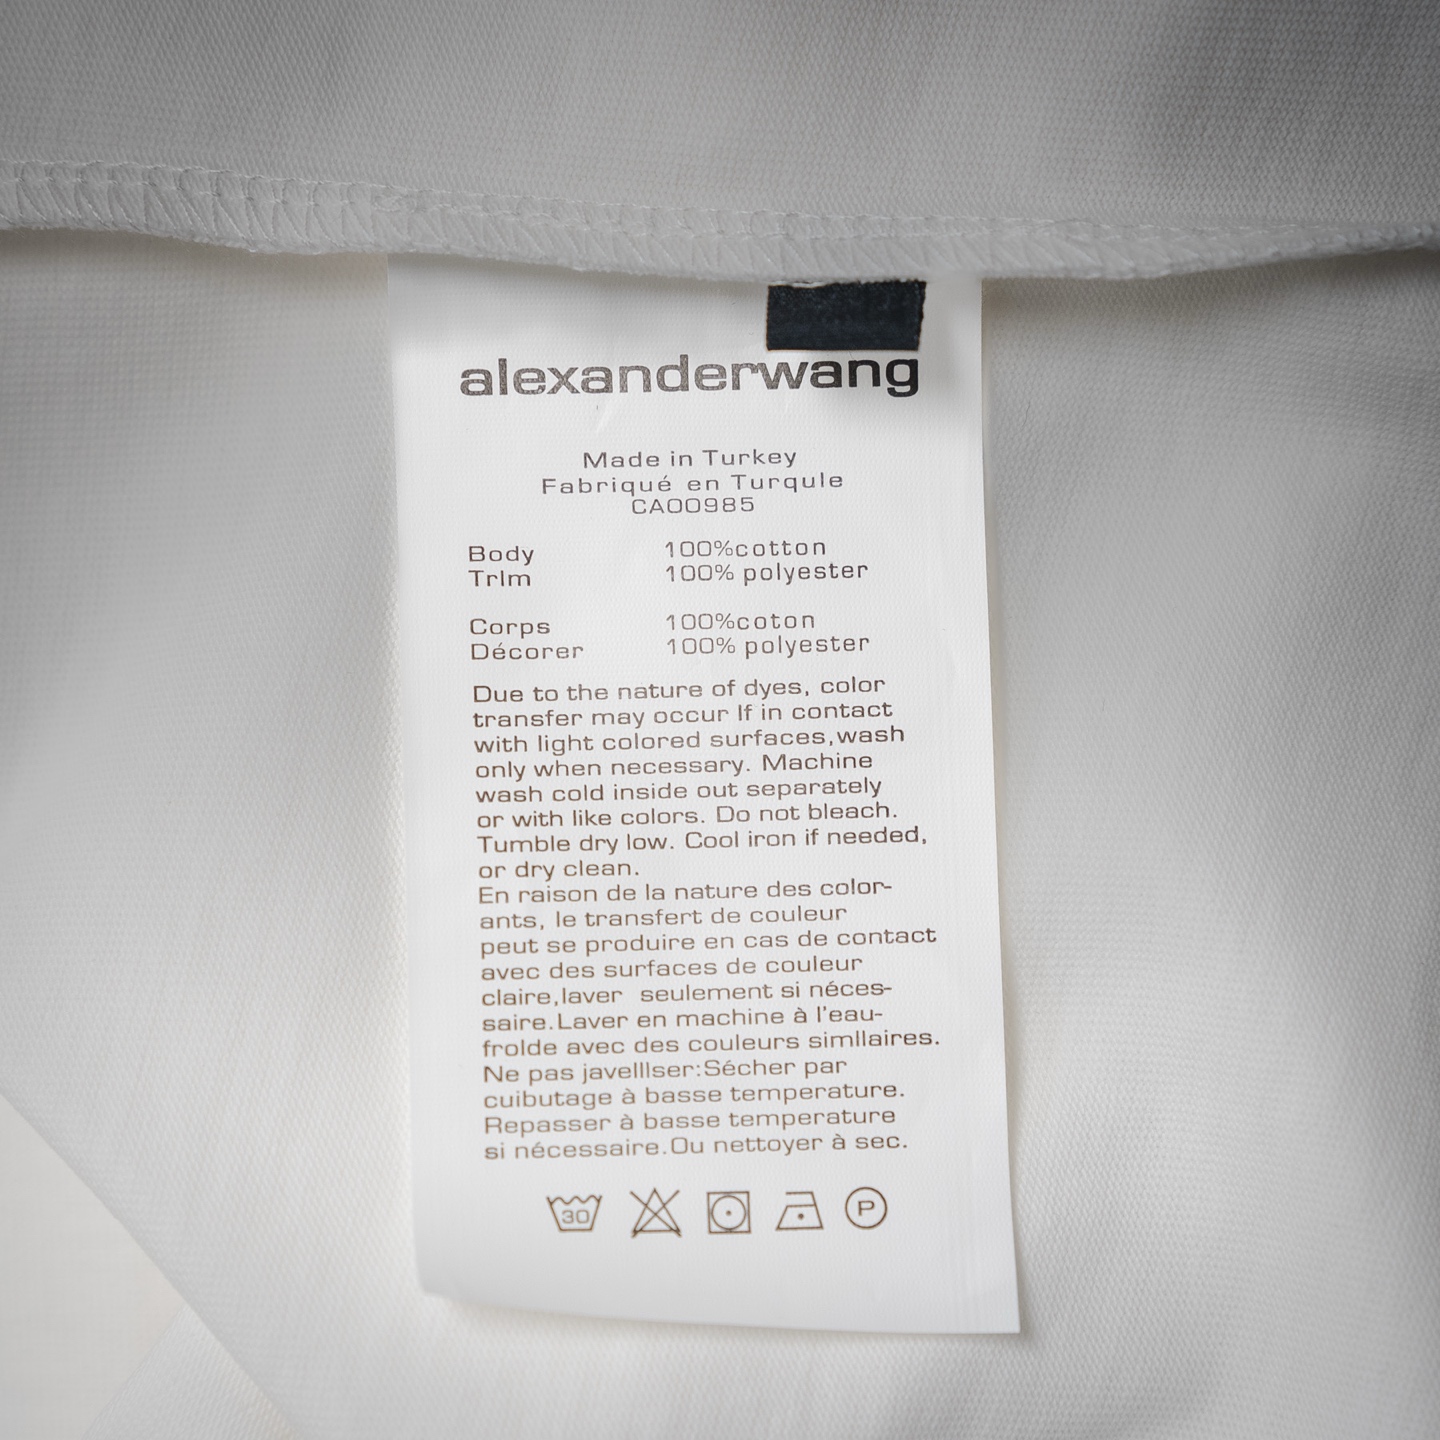 alexanderwang
Made in Turkey
Fabriqué en Turqule
CA00985
Body 100%cotton
Trlm 100% polyester
Corps 100%coton
Décorer 100% polyester
Due to the nature of dyes, color
transfer may occur If in contact
with light colored surfaces,wash
only when necessary. Machine
wash cold inside out separately
or with like colors. Do not bleach.
Tumble dry low. Cool iron if needed,
or dry clean.
En raison de la nature des color-
ants, le transfert de couleur
peut se produire en cas de contact
avec des surfaces de couleur
claire,laver seulement si néces-
saire.Laver en machine à l'eau-
frolde avec des couleurs simllaires.
Ne pas javelllser:Sécher par
cuibutage à basse temperature.
Repasser à basse temperature
si nécessaire.Ou nettoyer à sec.
30 P